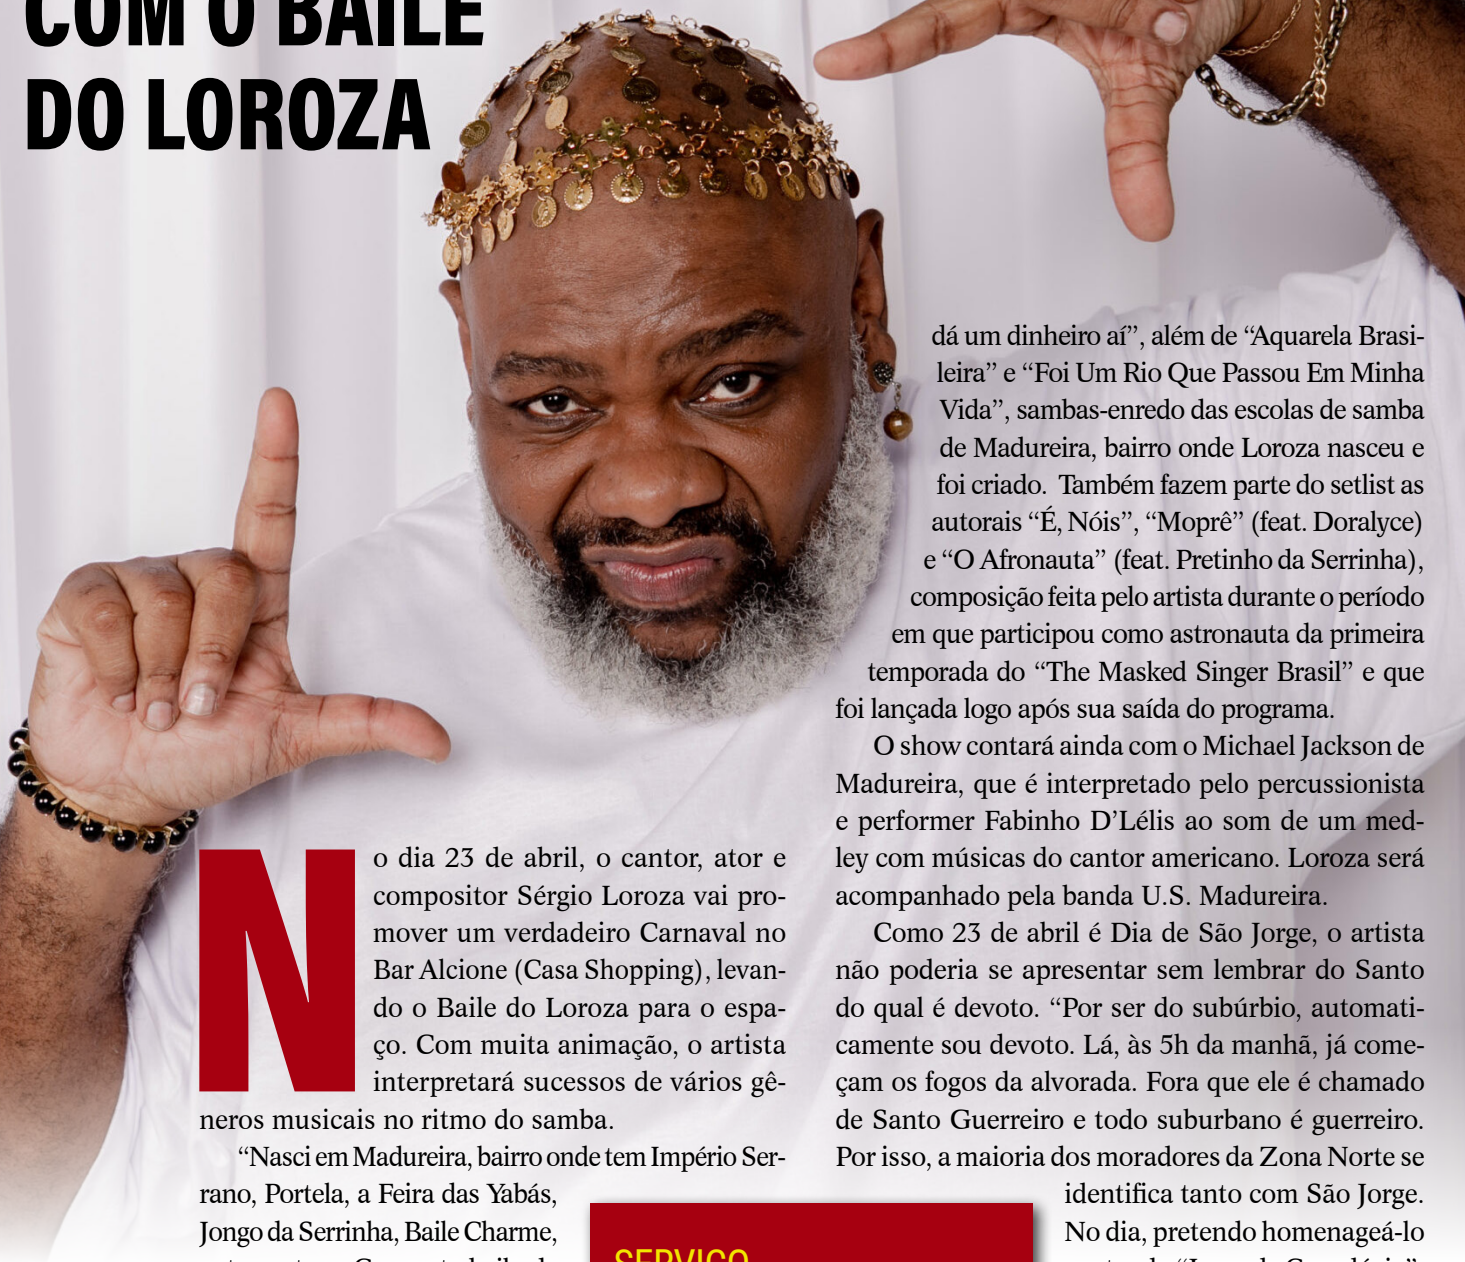 COM O BAILE
DO LOROZA
No dia 23 de abril, o cantor, ator e
compositor Sérgio Loroza vai pro-
mover um verdadeiro Carnaval no
Bar Alcione (Casa Shopping), levan-
do o Baile do Loroza para o espa-
ço. Com muita animação, o artista
interpretará sucessos de vários gê-
neros musicais no ritmo do samba.
“Nasci em Madureira, bairro onde tem Império Ser-
rano, Portela, a Feira das Yabás,
Jongo da Serrinha, Baile Charme,
dá um dinheiro aí”, além de “Aquarela Brasi-
leira” e “Foi Um Rio Que Passou Em Minha
Vida”, sambas-enredo das escolas de samba
de Madureira, bairro onde Loroza nasceu e
foi criado. Também fazem parte do setlist as
autorais “É, Nóis”, “Moprê” (feat. Doralyce)
e “O Afronauta” (feat. Pretinho da Serrinha),
composição feita pelo artista durante o período
em que participou como astronauta da primeira
temporada do “The Masked Singer Brasil” e que
foi lançada logo após sua saída do programa.
O show contará ainda com o Michael Jackson de
Madureira, que é interpretado pelo percussionista
e performer Fabinho D’Lélis ao som de um med-
ley com músicas do cantor americano. Loroza será
acompanhado pela banda U.S. Madureira.
Como 23 de abril é Dia de São Jorge, o artista
não poderia se apresentar sem lembrar do Santo
do qual é devoto. “Por ser do subúrbio, automati-
camente sou devoto. Lá, às 5h da manhã, já come-
çam os fogos da alvorada. Fora que ele é chamado
de Santo Guerreiro e todo suburbano é guerreiro.
Por isso, a maioria dos moradores da Zona Norte se
identifica tanto com São Jorge.
No dia, pretendo homenageá-lo
SERVIÇO